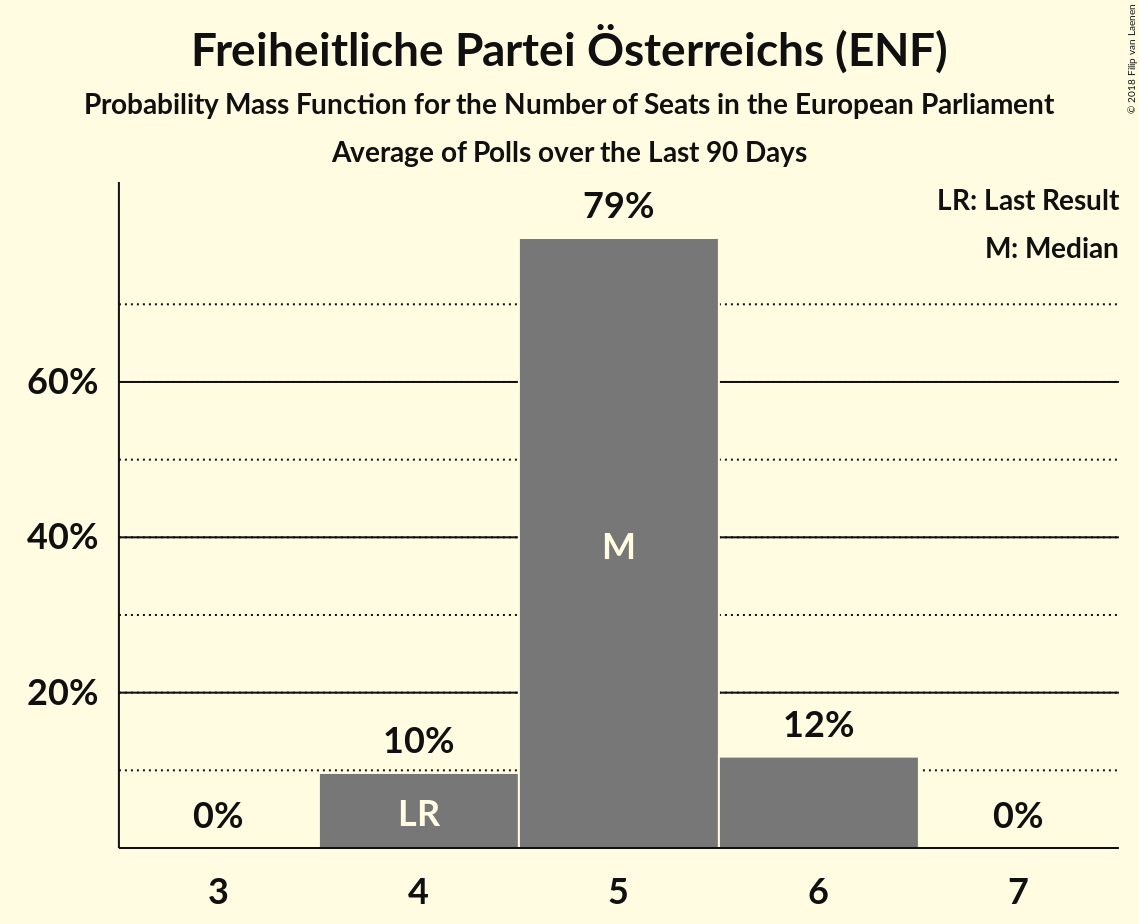 Freiheitliche Partei Österreichs (ENF)
Probability Mass Function for the Number of Seats in the European Parliament
Average of Polls over the Last 90 Days
© 2018 Filip van Laenen
LR: Last Result
M: Median
79%
60%
40%
M
20%
12%
10%
LR
0%
0%
3 4 5 6 7